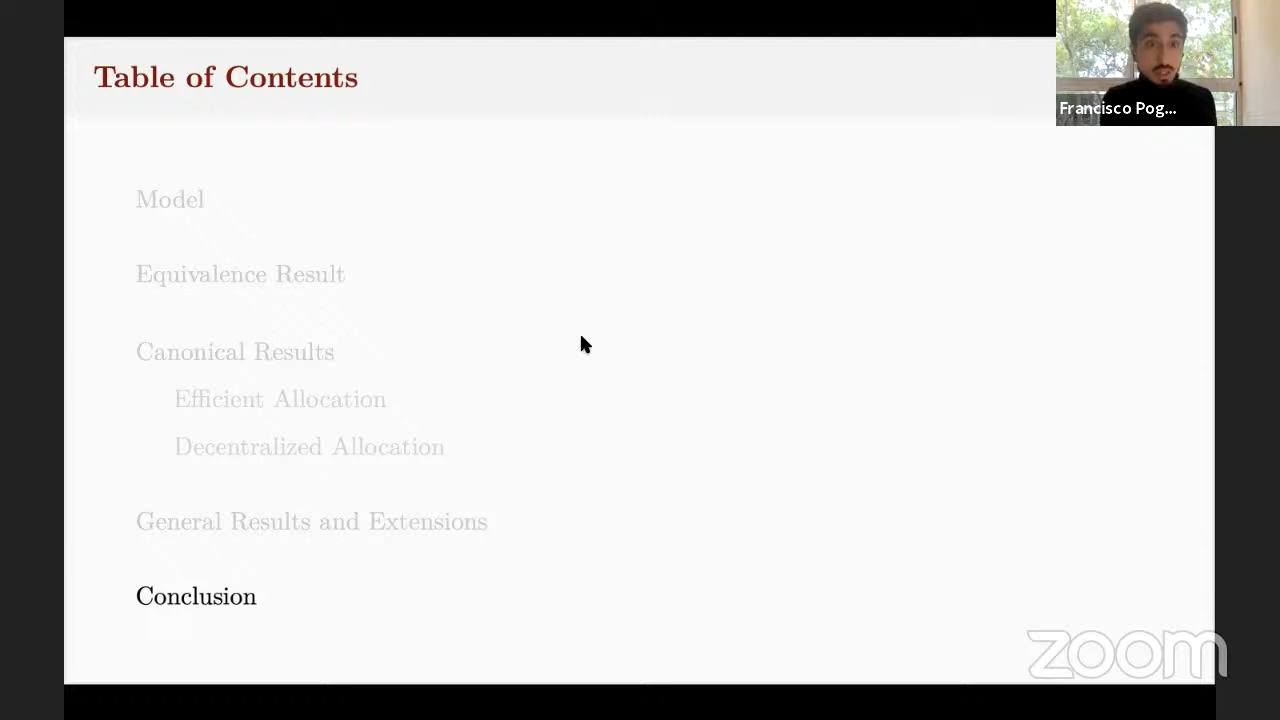 Table of Contents
Francisco Pog...
Model
Equivalence Result
Canonical Results
Efficient Allocation
Decentralized Allocation
General Results and Extensions
Conclusion
zoom